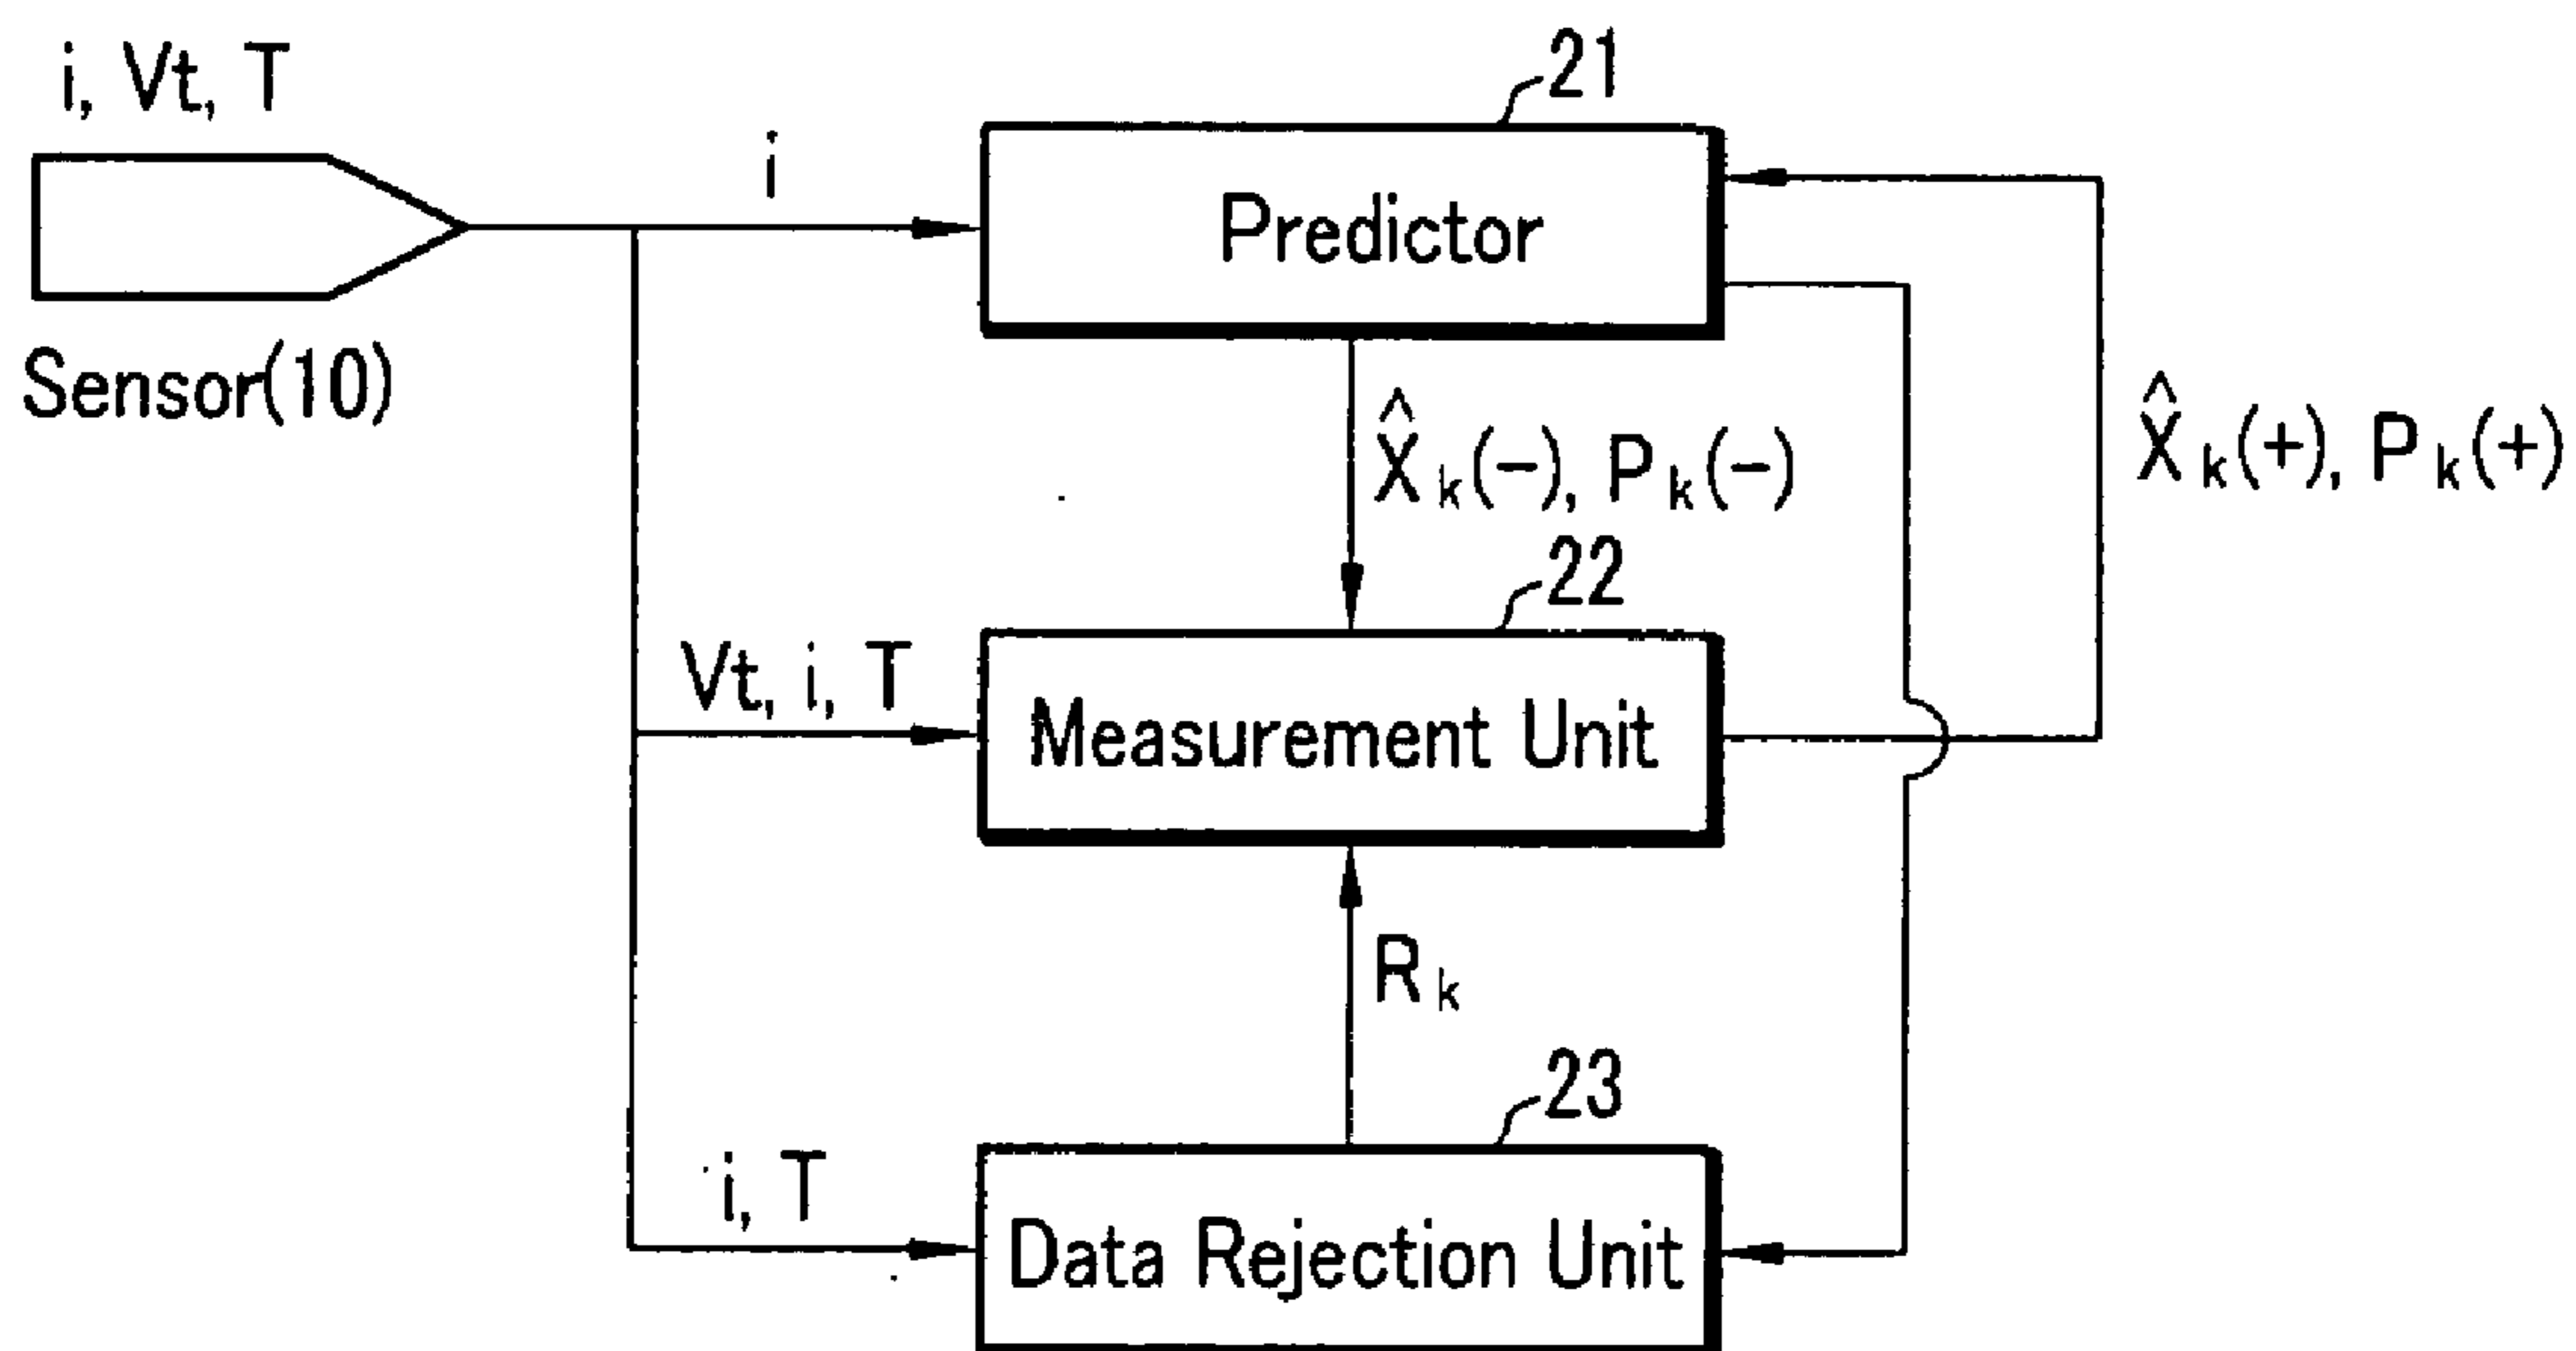 i, Vt, T
Sensor(10)
i
21
Predictor
X̂k(−), Pk(−)
X̂k(+), Pk(+)
22
Vt, i, T
Measurement Unit
Rk
23
i, T
Data Rejection Unit